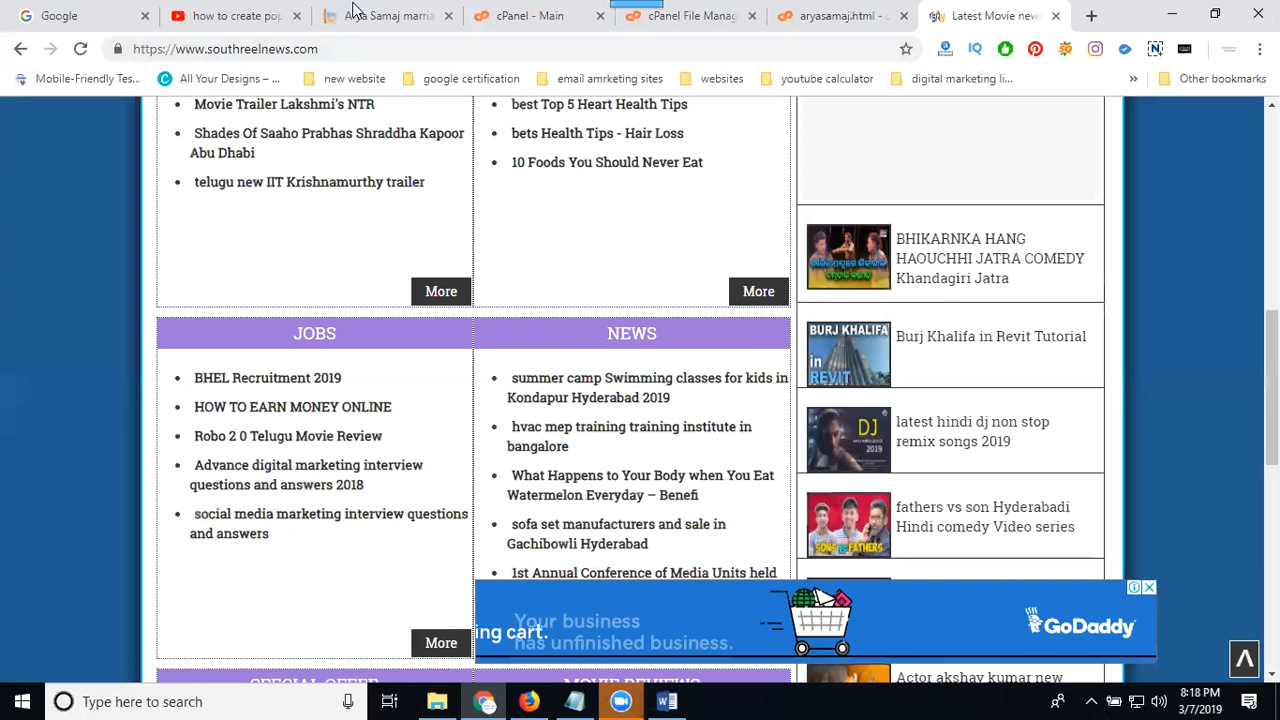 Google
how to create pop
Samaj marria
cPanel - Main
cPanel File Manag
aryasamaj.html - c
Latest Movie new
https://www.southreelnews.com
Mobile-Friendly Tes...
All Your Designs – ...
new website
google certification
email amrketing sites
websites
youtube calculator
digital marketing li...
Other bookmarks
Movie Trailer Lakshmi's NTR
Shades Of Saaho Prabhas Shraddha Kapoor
Abu Dhabi
telugu new IIT Krishnamurthy trailer
More
best Top 5 Heart Health Tips
bets Health Tips - Hair Loss
10 Foods You Should Never Eat
More
JOBS
BHEL Recruitment 2019
HOW TO EARN MONEY ONLINE
Robo 2 0 Telugu Movie Review
Advance digital marketing interview
questions and answers 2018
social media marketing interview questions
and answers
More
NEWS
summer camp Swimming classes for kids in
Kondapur Hyderabad 2019
hvac mep training training institute in
bangalore
What Happens to Your Body when You Eat
Watermelon Everyday – Benefi
sofa set manufacturers and sale in
Gachibowli Hyderabad
1st Annual Conference of Media Units held
BHIKARNKA HANG
HAOUCHHI JATRA COMEDY
Khandagiri Jatra
BURJ KHALIFA
in
REVIT
Burj Khalifa in Revit Tutorial
DJ
latest hindi dj non stop
remix songs 2019
SONS FATHERS
fathers vs son Hyderabadi
Hindi comedy Video series
Actor akshay kumar new
Your business
has unfinished business.
ing cart.
GoDaddy
SPECIAL OFFER
MOVIE REVIEWS
Type here to search
8:18 PM
3/7/2019